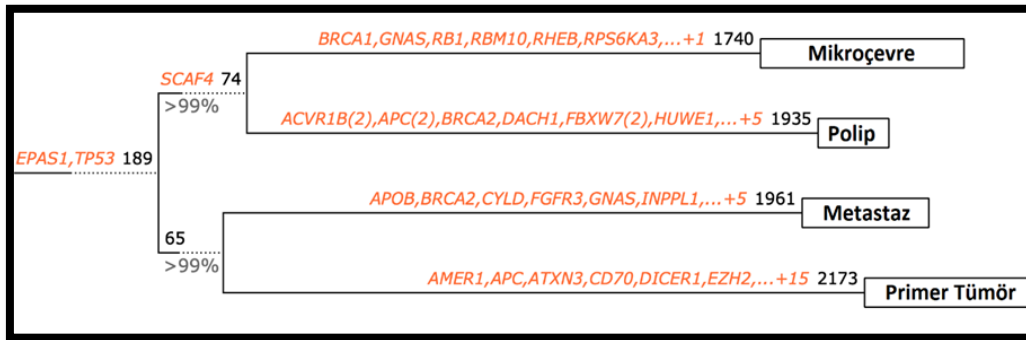 BRCA1,GNAS,RB1,RBM10,RHEB,RPS6KA3,...+1 1740
Mikroçevre
SCAF4 74
>99%
ACVR1B(2),APC(2),BRCA2,DACH1,FBXW7(2),HUWE1,...+5 1935
Polip
EPAS1,TP53 189
APOB,BRCA2,CYLD,FGFR3,GNAS,INPPL1,...+5 1961
Metastaz
65
>99%
AMER1,APC,ATXN3,CD70,DICER1,EZH2,...+15 2173
Primer Tümör